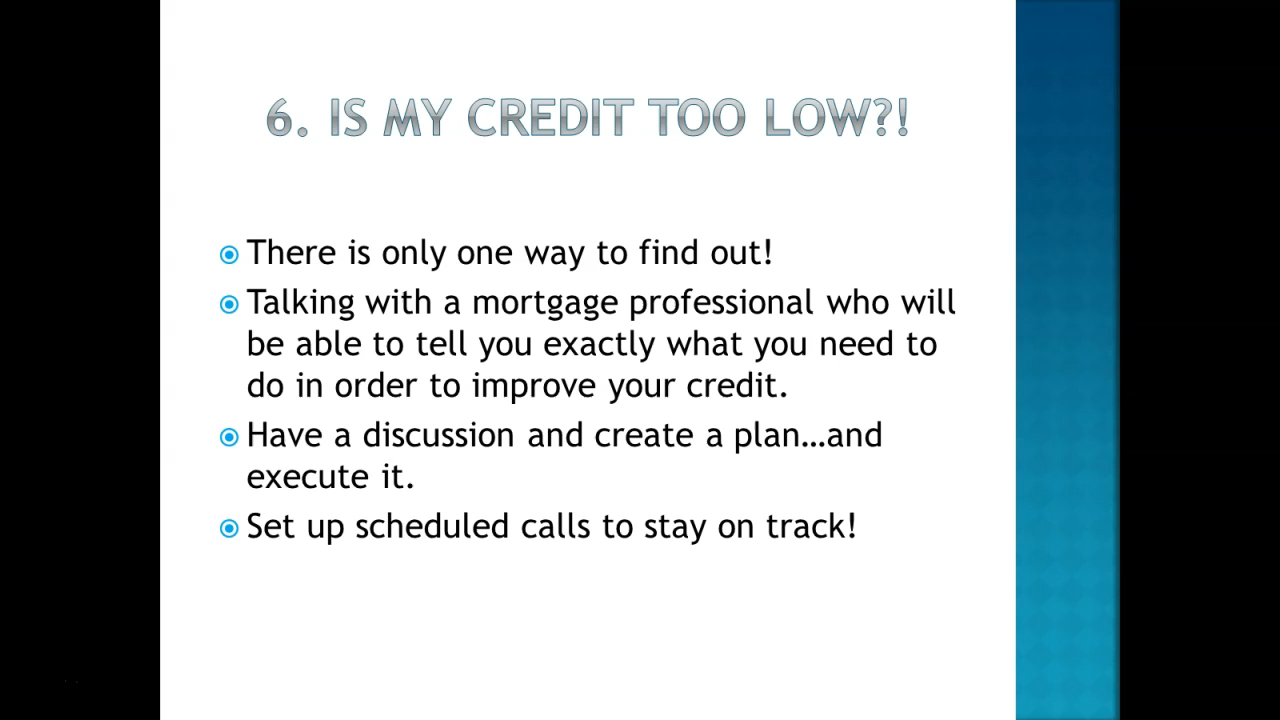 6. IS MY CREDIT TOO LOW?!
There is only one way to find out!
Talking with a mortgage professional who will
be able to tell you exactly what you need to
do in order to improve your credit.
Have a discussion and create a plan…and
execute it.
Set up scheduled calls to stay on track!